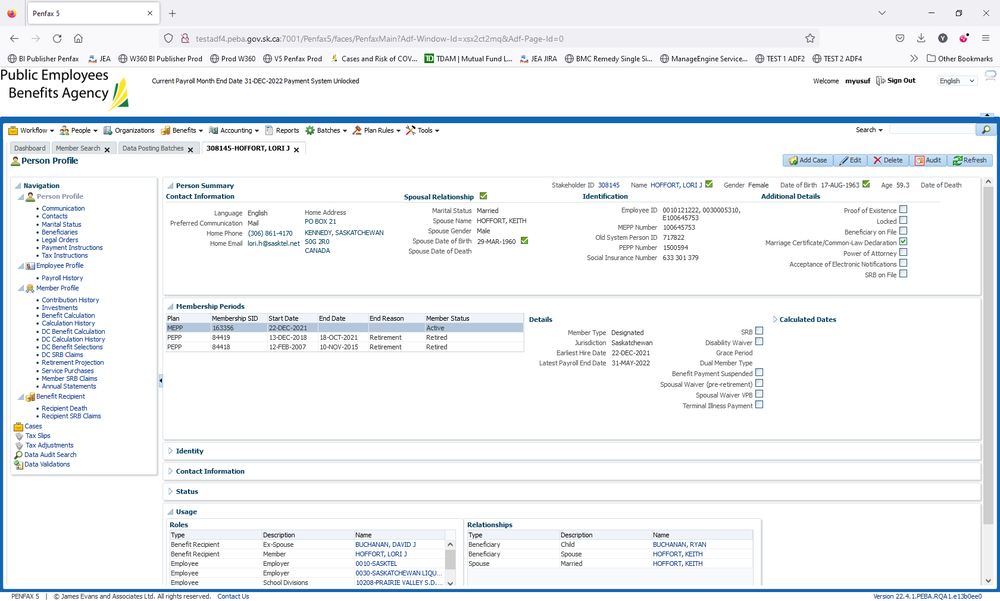 Penfax 5
testadf4.peba.gov.sk.ca:7001/Penfax5/faces/PenfaxMain?Adf-Window-Id=xsx2ct2mq&Adf-Page-Id=0
BI Publisher Penfax JEA W360 BI Publisher Prod Prod W360 V5 Penfax Prod Cases and Risk of COV... TDAM | Mutual Fund L... JEA JIRA BMC Remedy Single Si... ManageEngine Service... TEST 1 ADF2 TEST 2 ADF4 Other Bookmarks
Public Employees
Benefits Agency
Current Payroll Month End Date 31-DEC-2022 Payment System Unlocked
Welcome myusuf Sign Out English
Workflow People Organizations Benefits Accounting Reports Batches Plan Rules Tools Search
Dashboard Member Search Data Posting Batches 308145-HOFFORT, LORI J
Person Profile
Add Case Edit Delete Audit Refresh
Navigation
Person Profile
Communication
Contacts
Marital Status
Beneficiaries
Legal Orders
Payment Instructions
Tax Instructions
Employee Profile
Payroll History
Member Profile
Contribution History
Investments
Benefit Calculation
Calculation History
DC Benefit Calculation
DC Calculation History
DC Benefit Selections
DC SRB Claims
Retirement Projection
Service Purchases
Member SRB Claims
Annual Statements
Benefit Recipient
Recipient Death
Recipient SRB Claims
Cases
Tax Slips
Tax Adjustments
Data Audit Search
Data Validations
Person Summary
Stakeholder ID 308145 Name HOFFORT, LORI J Gender Female Date of Birth 17-AUG-1963 Age 59.3 Date of Death
Contact Information
Language English
Preferred Communication Mail
Home Phone (306) 861-4170
Home Email lori.h@sasktel.net
Home Address
PO BOX 21
KENNEDY, SASKATCHEWAN
S0G 2R0
CANADA
Spousal Relationship
Marital Status Married
Spouse Name HOFFORT, KEITH
Spouse Gender Male
Spouse Date of Birth 29-MAR-1960
Spouse Date of Death
Identification
Employee ID 0010121222, 0030005310,
E100645753
MEPP Number 100645753
Old System Person ID 717822
PEPP Number 1500594
Social Insurance Number 633 301 379
Additional Details
Proof of Existence
Locked
Beneficiary on File
Marriage Certificate/Common-Law Declaration
Power of Attorney
Acceptance of Electronic Notifications
SRB on File
Membership Periods
Plan Membership SID Start Date End Date End Reason Member Status
MEPP 163356 22-DEC-2021 Active
PEPP 84419 13-DEC-2018 18-OCT-2021 Retirement Retired
PEPP 84418 12-FEB-2007 10-NOV-2015 Retirement Retired
Details
Member Type Designated
Jurisdiction Saskatchewan
Earliest Hire Date 22-DEC-2021
Latest Payroll End Date 31-MAY-2022
SRB
Disability Waiver
Grace Period
Dual Member Type
Benefit Payment Suspended
Spousal Waiver (pre-retirement)
Spousal Waiver VPB
Terminal Illness Payment
Calculated Dates
Identity
Contact Information
Status
Usage
Roles
Type Description Name
Benefit Recipient Ex-Spouse BUCHANAN, DAVID J
Benefit Recipient Member HOFFORT, LORI J
Employee Employer 0010-SASKTEL
Employee Employer 0030-SASKATCHEWAN LIQU...
Employee School Divisions 10208-PRAIRIE VALLEY S.D....
Relationships
Type Description Name
Beneficiary Child BUCHANAN, RYAN
Beneficiary Spouse HOFFORT, KEITH
Spouse Married HOFFORT, KEITH
PENFAX 5 | © James Evans and Associates Ltd. All rights reserved. Contact Us
Version 22.4.1.PEBA.RQA1.e13b0ee0